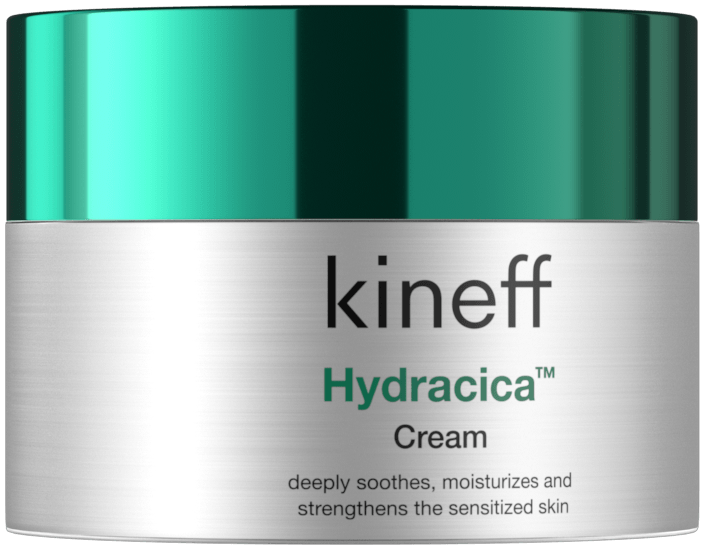 kineff
Hydracica™
Cream
deeply soothes, moisturizes and
strengthens the sensitized skin